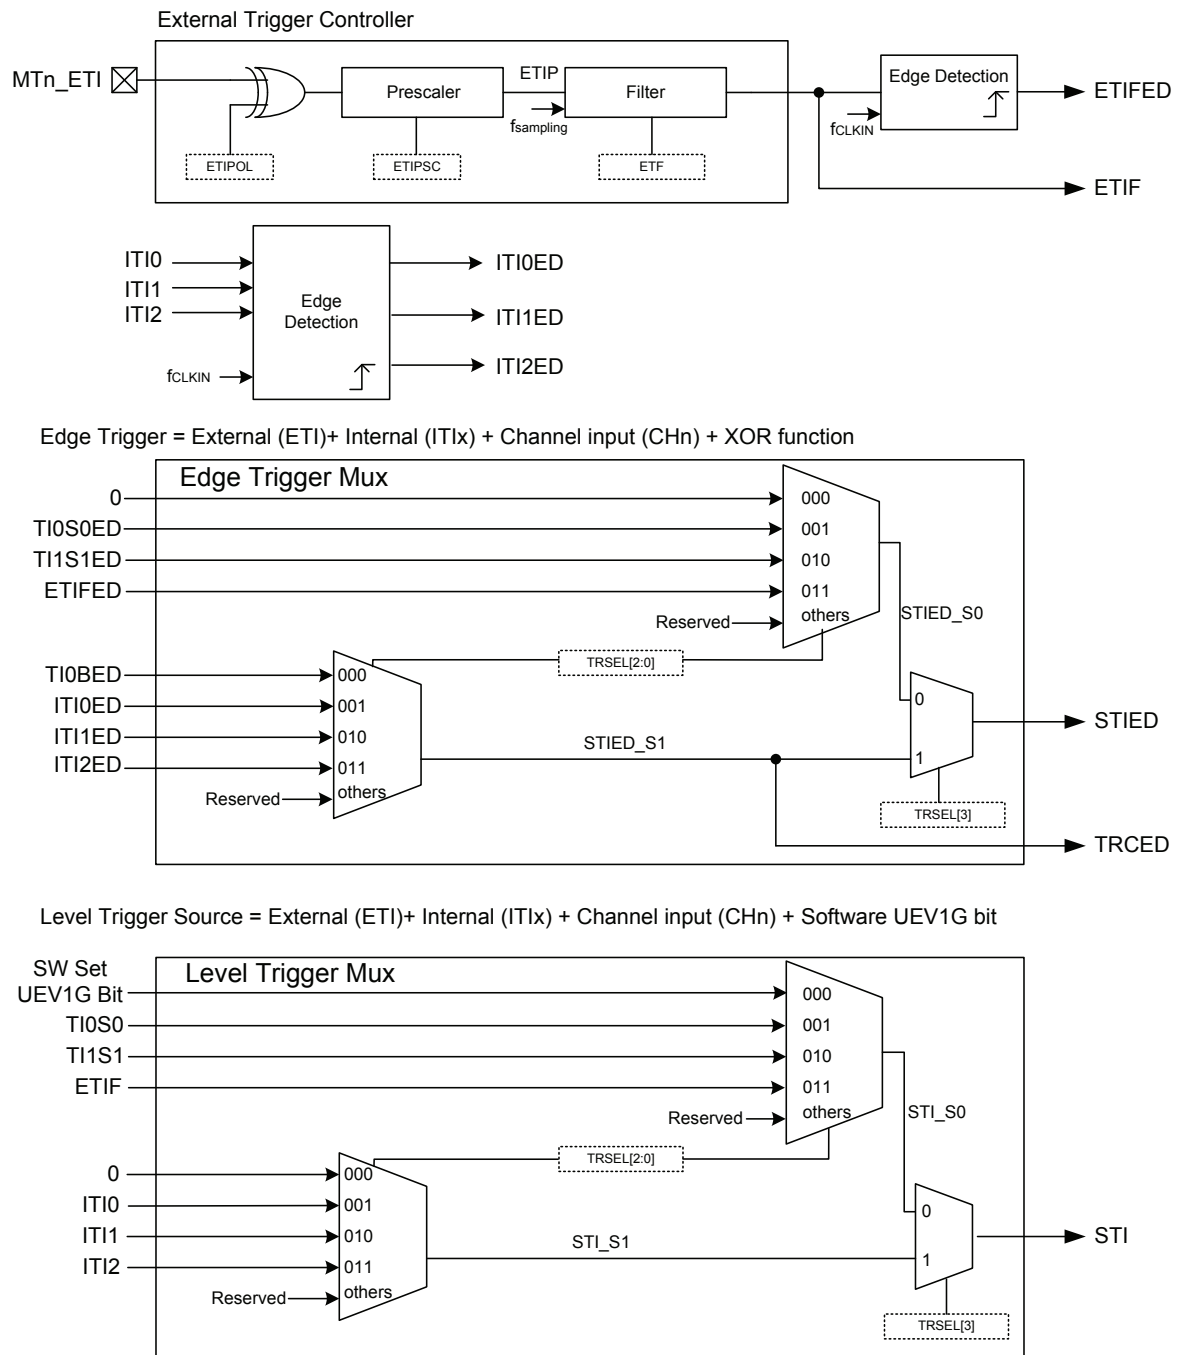 External Trigger Controller
MTn_ETI
Prescaler
ETIP
fsampling
Filter
ETIPOL
ETIPSC
ETF
Edge Detection
fCLKIN
ETIFED
ETIF
ITI0
ITI1
ITI2
fCLKIN
Edge
Detection
ITI0ED
ITI1ED
ITI2ED
Edge Trigger = External (ETI)+ Internal (ITIx) + Channel input (CHn) + XOR function
Edge Trigger Mux
0
TI0S0ED
TI1S1ED
ETIFED
Reserved
000
001
010
011
others
STIED_S0
TRSEL[2:0]
TI0BED
ITI0ED
ITI1ED
ITI2ED
Reserved
000
001
010
011
others
STIED_S1
0
1
TRSEL[3]
STIED
TRCED
Level Trigger Source = External (ETI)+ Internal (ITIx) + Channel input (CHn) + Software UEV1G bit
Level Trigger Mux
SW Set
UEV1G Bit
TI0S0
TI1S1
ETIF
Reserved
000
001
010
011
others
STI_S0
TRSEL[2:0]
0
ITI0
ITI1
ITI2
Reserved
000
001
010
011
others
STI_S1
0
1
TRSEL[3]
STI